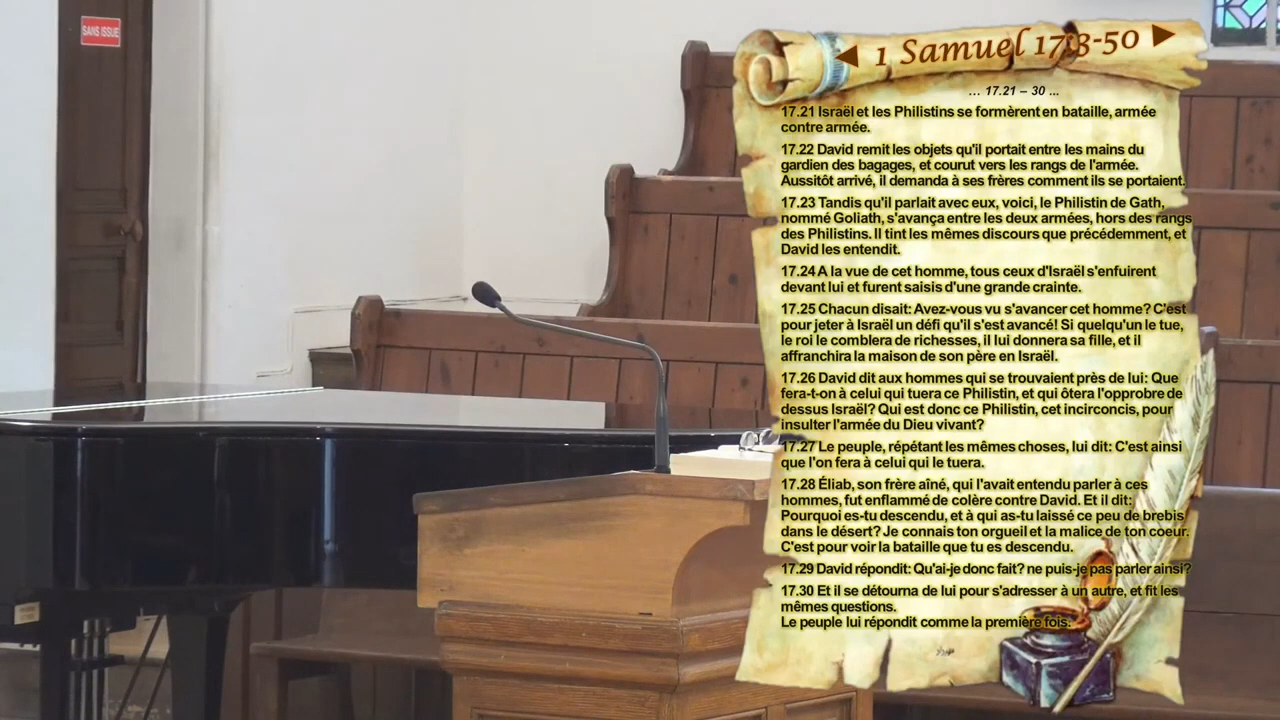 SANS ISSUE
◄ 1 Samuel 17:3-50 ►
... 17.21 – 30 ...
17.21 Israël et les Philistins se formèrent en bataille, armée
contre armée.
17.22 David remit les objets qu'il portait entre les mains du
gardien des bagages, et courut vers les rangs de l'armée.
Aussitôt arrivé, il demanda à ses frères comment ils se portaient.
17.23 Tandis qu'il parlait avec eux, voici, le Philistin de Gath,
nommé Goliath, s'avança entre les deux armées, hors des rangs
des Philistins. Il tint les mêmes discours que précédemment, et
David les entendit.
17.24 A la vue de cet homme, tous ceux d'Israël s'enfuirent
devant lui et furent saisis d'une grande crainte.
17.25 Chacun disait: Avez-vous vu s'avancer cet homme? C'est
pour jeter à Israël un défi qu'il s'est avancé! Si quelqu'un le tue,
le roi le comblera de richesses, il lui donnera sa fille, et il
affranchira la maison de son père en Israël.
17.26 David dit aux hommes qui se trouvaient près de lui: Que
fera-t-on à celui qui tuera ce Philistin, et qui ôtera l'opprobre de
dessus Israël? Qui est donc ce Philistin, cet incirconcis, pour
insulter l'armée du Dieu vivant?
17.27 Le peuple, répétant les mêmes choses, lui dit: C'est ainsi
que l'on fera à celui qui le tuera.
17.28 Éliab, son frère aîné, qui l'avait entendu parler à ces
hommes, fut enflammé de colère contre David. Et il dit:
Pourquoi es-tu descendu, et à qui as-tu laissé ce peu de brebis
dans le désert? Je connais ton orgueil et la malice de ton coeur.
C'est pour voir la bataille que tu es descendu.
17.29 David répondit: Qu'ai-je donc fait? ne puis-je pas parler ainsi?
17.30 Et il se détourna de lui pour s'adresser à un autre, et fit les
mêmes questions.
Le peuple lui répondit comme la première fois.